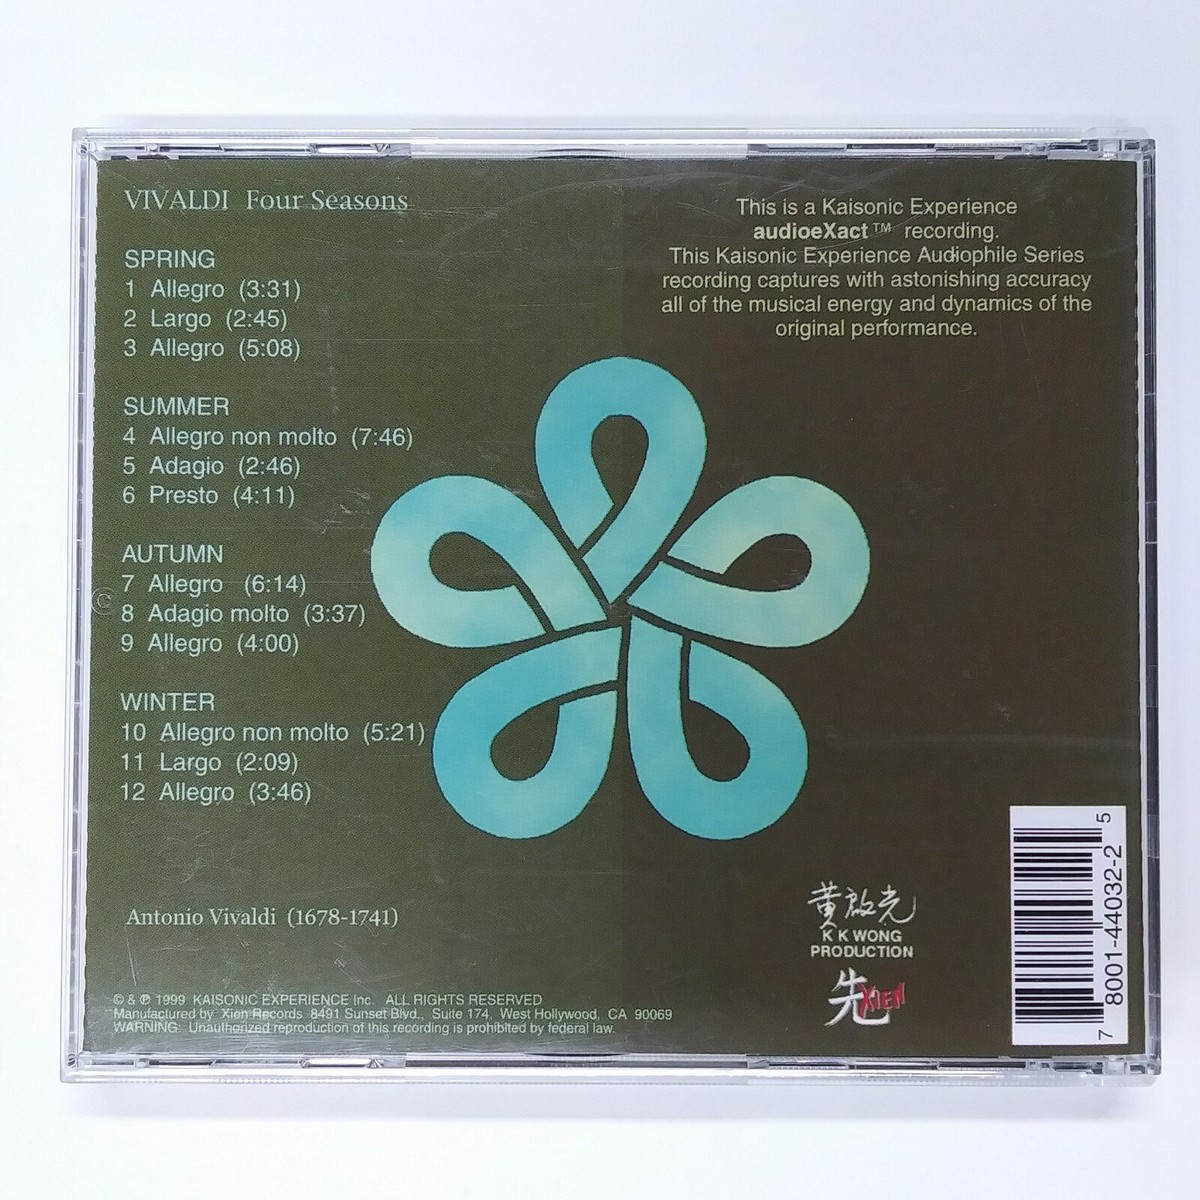 VIVALDI Four Seasons
SPRING
1 Allegro (3:31)
2 Largo (2:45)
3 Allegro (5:08)
SUMMER
4 Allegro non molto (7:46)
5 Adagio (2:46)
6 Presto (4:11)
AUTUMN
7 Allegro (6:14)
8 Adagio molto (3:37)
9 Allegro (4:00)
WINTER
10 Allegro non molto (5:21)
11 Largo (2:09)
12 Allegro (3:46)
Antonio Vivaldi (1678-1741)
© & ℗ 1999 KAISONIC EXPERIENCE Inc. ALL RIGHTS RESERVED
Manufactured by Xien Records 8491 Sunset Blvd., Suite 174, West Hollywood, CA 90069
WARNING: Unauthorized reproduction of this recording is prohibited by federal law.
This is a Kaisonic Experience
audioeXact™ recording.
This Kaisonic Experience Audiophile Series
recording captures with astonishing accuracy
all of the musical energy and dynamics of the
original performance.
黄啟光
K K WONG
PRODUCTION
先 XIEN
7 8001-44032-2 5